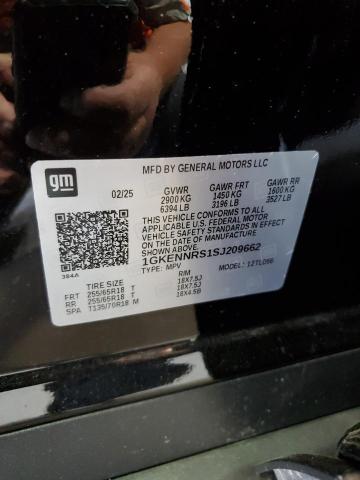 gm
MFD BY GENERAL MOTORS LLC
02/25 GVWR GAWR FRT GAWR RR
2900 KG 1450 KG 1600 KG
6394 LB 3196 LB 3527 LB
THIS VEHICLE CONFORMS TO ALL
APPLICABLE U.S. FEDERAL MOTOR
VEHICLE SAFETY STANDARDS IN EFFECT
ON THE DATE OF MANUFACTURE SHOWN ABOVE.
1GKENNRS1SJ209662
TYPE: MPV MODEL: 12TL056
384A
TIRE SIZE RIM
FRT 255/65R18 T 18X7.5J
RR 255/65R18 T 18X7.5J
SPA T135/70R18 M 18X4.5B